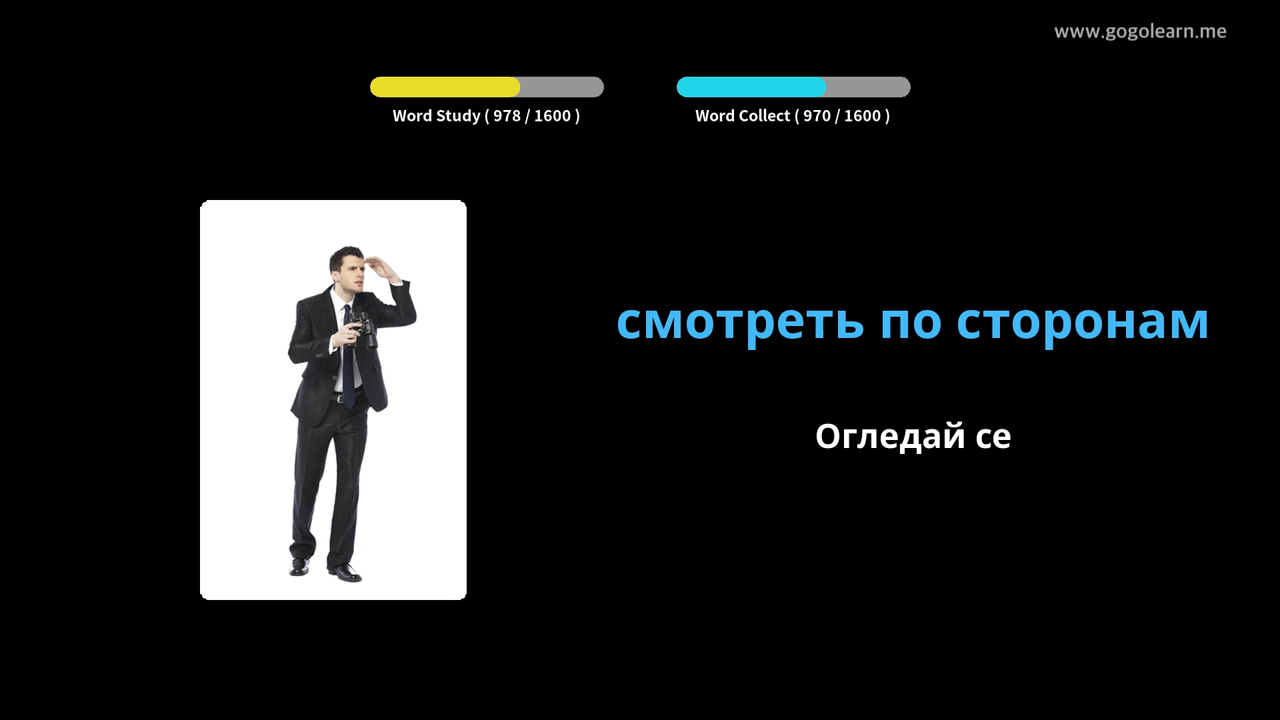 www.gogolearn.me
Word Study ( 978 / 1600 )
Word Collect ( 970 / 1600 )
смотреть по сторонам
Огледай се